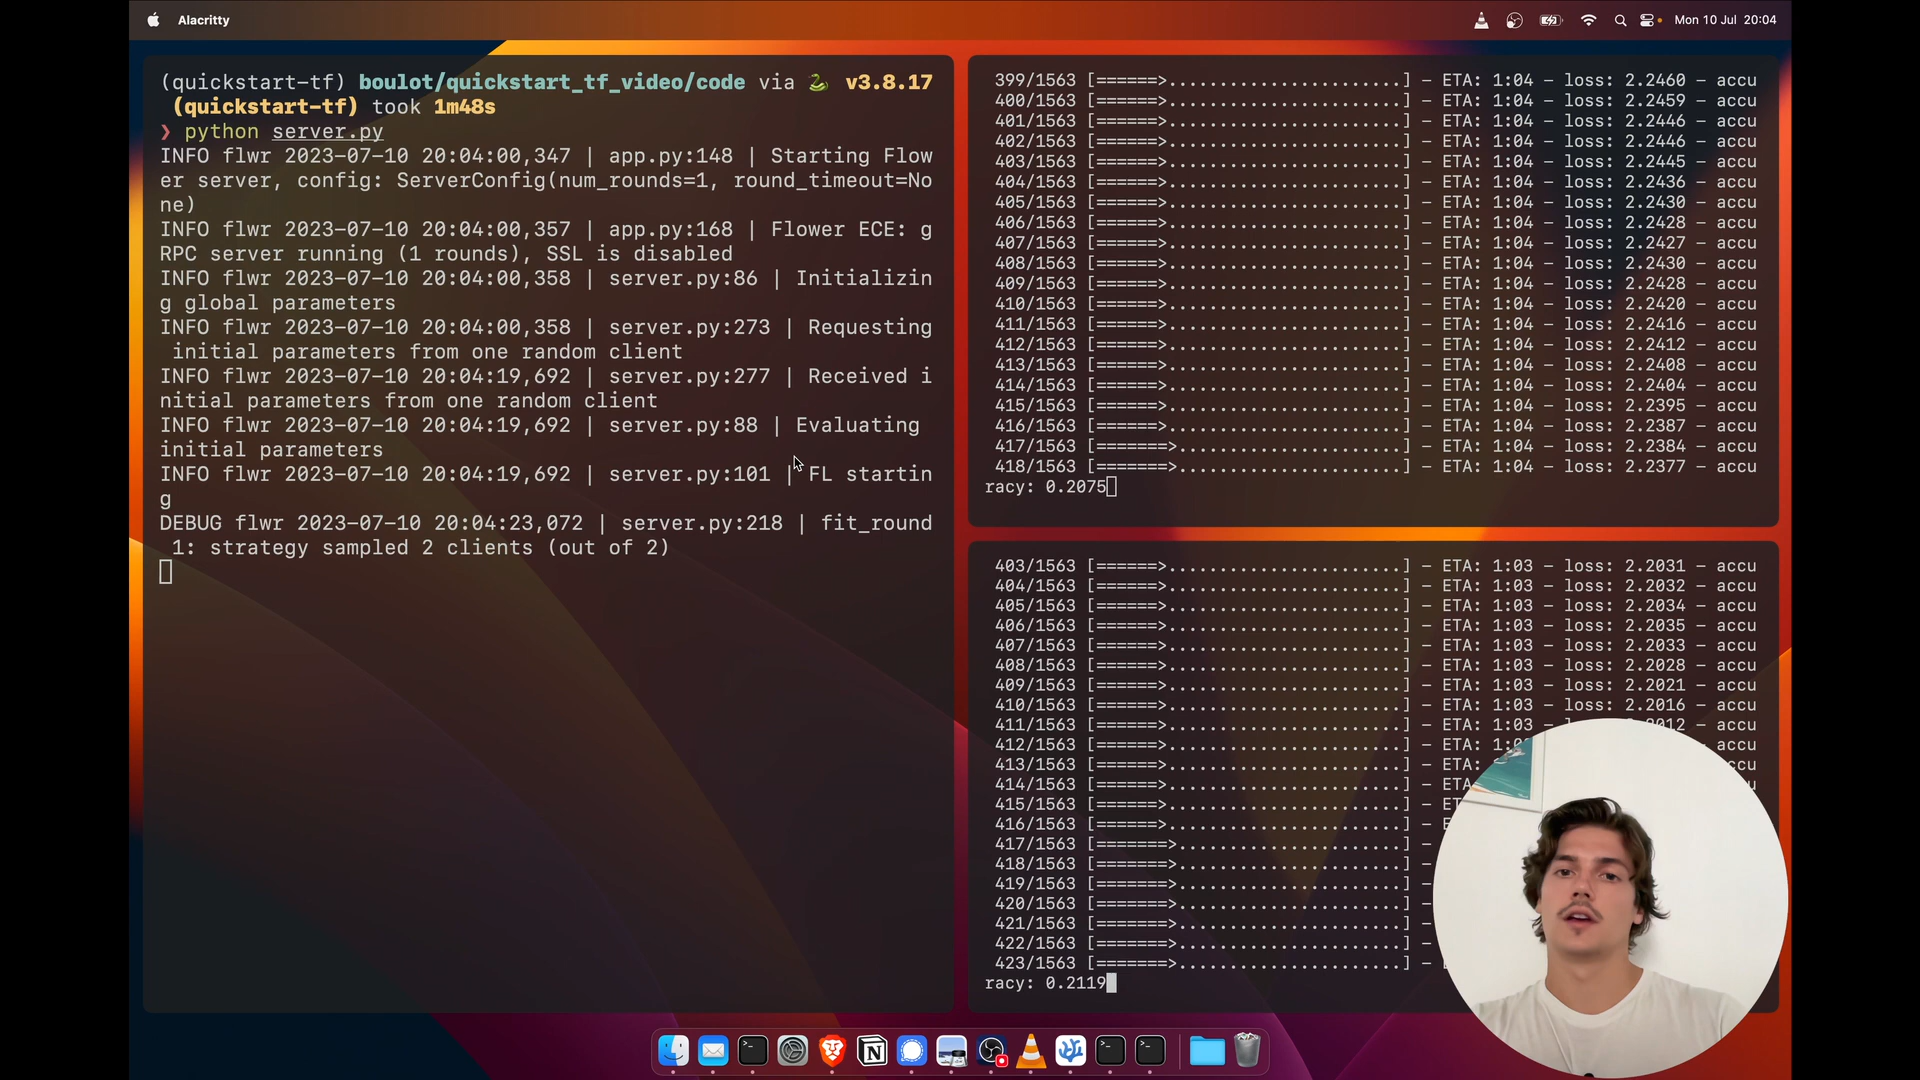 Alacritty
Mon 10 Jul 20:04
(quickstart-tf) boulot/quickstart_tf_video/code via 🐍 v3.8.17
(quickstart-tf) took 1m48s
❯ python server.py
INFO flwr 2023-07-10 20:04:00,347 | app.py:148 | Starting Flow
er server, config: ServerConfig(num_rounds=1, round_timeout=No
ne)
INFO flwr 2023-07-10 20:04:00,357 | app.py:168 | Flower ECE: g
RPC server running (1 rounds), SSL is disabled
INFO flwr 2023-07-10 20:04:00,358 | server.py:86 | Initializin
g global parameters
INFO flwr 2023-07-10 20:04:00,358 | server.py:273 | Requesting
initial parameters from one random client
INFO flwr 2023-07-10 20:04:19,692 | server.py:277 | Received i
nitial parameters from one random client
INFO flwr 2023-07-10 20:04:19,692 | server.py:88 | Evaluating
initial parameters
INFO flwr 2023-07-10 20:04:19,692 | server.py:101 | FL startin
g
DEBUG flwr 2023-07-10 20:04:23,072 | server.py:218 | fit_round
1: strategy sampled 2 clients (out of 2)
399/1563 [======>.......................] - ETA: 1:04 - loss: 2.2460 - accu
400/1563 [======>.......................] - ETA: 1:04 - loss: 2.2459 - accu
401/1563 [======>.......................] - ETA: 1:04 - loss: 2.2446 - accu
402/1563 [======>.......................] - ETA: 1:04 - loss: 2.2446 - accu
403/1563 [======>.......................] - ETA: 1:04 - loss: 2.2445 - accu
404/1563 [======>.......................] - ETA: 1:04 - loss: 2.2436 - accu
405/1563 [======>.......................] - ETA: 1:04 - loss: 2.2430 - accu
406/1563 [======>.......................] - ETA: 1:04 - loss: 2.2428 - accu
407/1563 [======>.......................] - ETA: 1:04 - loss: 2.2427 - accu
408/1563 [======>.......................] - ETA: 1:04 - loss: 2.2430 - accu
409/1563 [======>.......................] - ETA: 1:04 - loss: 2.2428 - accu
410/1563 [======>.......................] - ETA: 1:04 - loss: 2.2420 - accu
411/1563 [======>.......................] - ETA: 1:04 - loss: 2.2416 - accu
412/1563 [======>.......................] - ETA: 1:04 - loss: 2.2412 - accu
413/1563 [======>.......................] - ETA: 1:04 - loss: 2.2408 - accu
414/1563 [======>.......................] - ETA: 1:04 - loss: 2.2404 - accu
415/1563 [======>.......................] - ETA: 1:04 - loss: 2.2395 - accu
416/1563 [======>.......................] - ETA: 1:04 - loss: 2.2387 - accu
417/1563 [=======>......................] - ETA: 1:04 - loss: 2.2384 - accu
418/1563 [=======>......................] - ETA: 1:04 - loss: 2.2377 - accu
racy: 0.2075
403/1563 [======>.......................] - ETA: 1:03 - loss: 2.2031 - accu
404/1563 [======>.......................] - ETA: 1:03 - loss: 2.2032 - accu
405/1563 [======>.......................] - ETA: 1:03 - loss: 2.2034 - accu
406/1563 [======>.......................] - ETA: 1:03 - loss: 2.2035 - accu
407/1563 [======>.......................] - ETA: 1:03 - loss: 2.2033 - accu
408/1563 [======>.......................] - ETA: 1:03 - loss: 2.2028 - accu
409/1563 [======>.......................] - ETA: 1:03 - loss: 2.2021 - accu
410/1563 [======>.......................] - ETA: 1:03 - loss: 2.2016 - accu
411/1563 [======>.......................] - ETA: 1:03 - accu
412/1563 [======>.......................] - ETA: accu
413/1563 [======>.......................] - ETA:
414/1563 [======>.......................] - ETA
415/1563 [======>.......................] -
416/1563 [======>.......................] -
417/1563 [=======>......................] -
418/1563 [=======>......................] -
419/1563 [=======>......................] -
420/1563 [=======>......................] -
421/1563 [=======>......................] -
422/1563 [=======>......................] -
423/1563 [=======>......................] -
racy: 0.2119